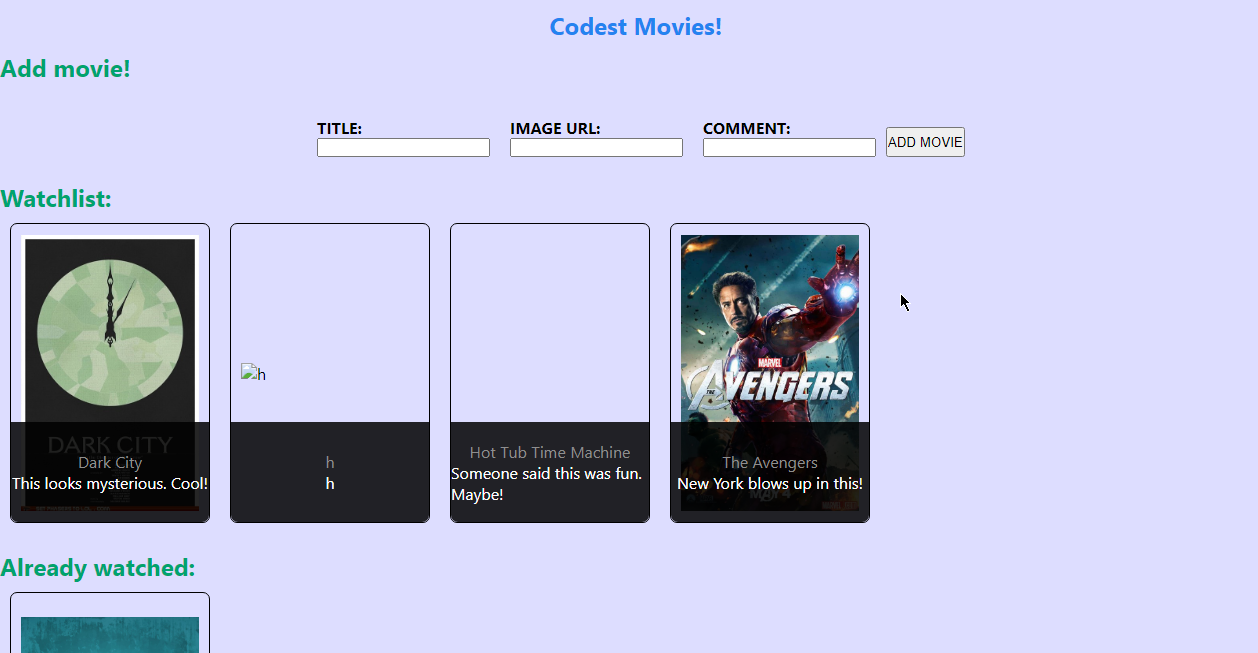 Codest Movies!
Add movie!
TITLE:
IMAGE URL:
COMMENT:
ADD MOVIE
Watchlist:
DARK CITY
Dark City
This looks mysterious. Cool!
h
h
h
Hot Tub Time Machine
Someone said this was fun.
Maybe!
MARVEL
AVENGERS
The Avengers
New York blows up in this!
MAY 4
Already watched: